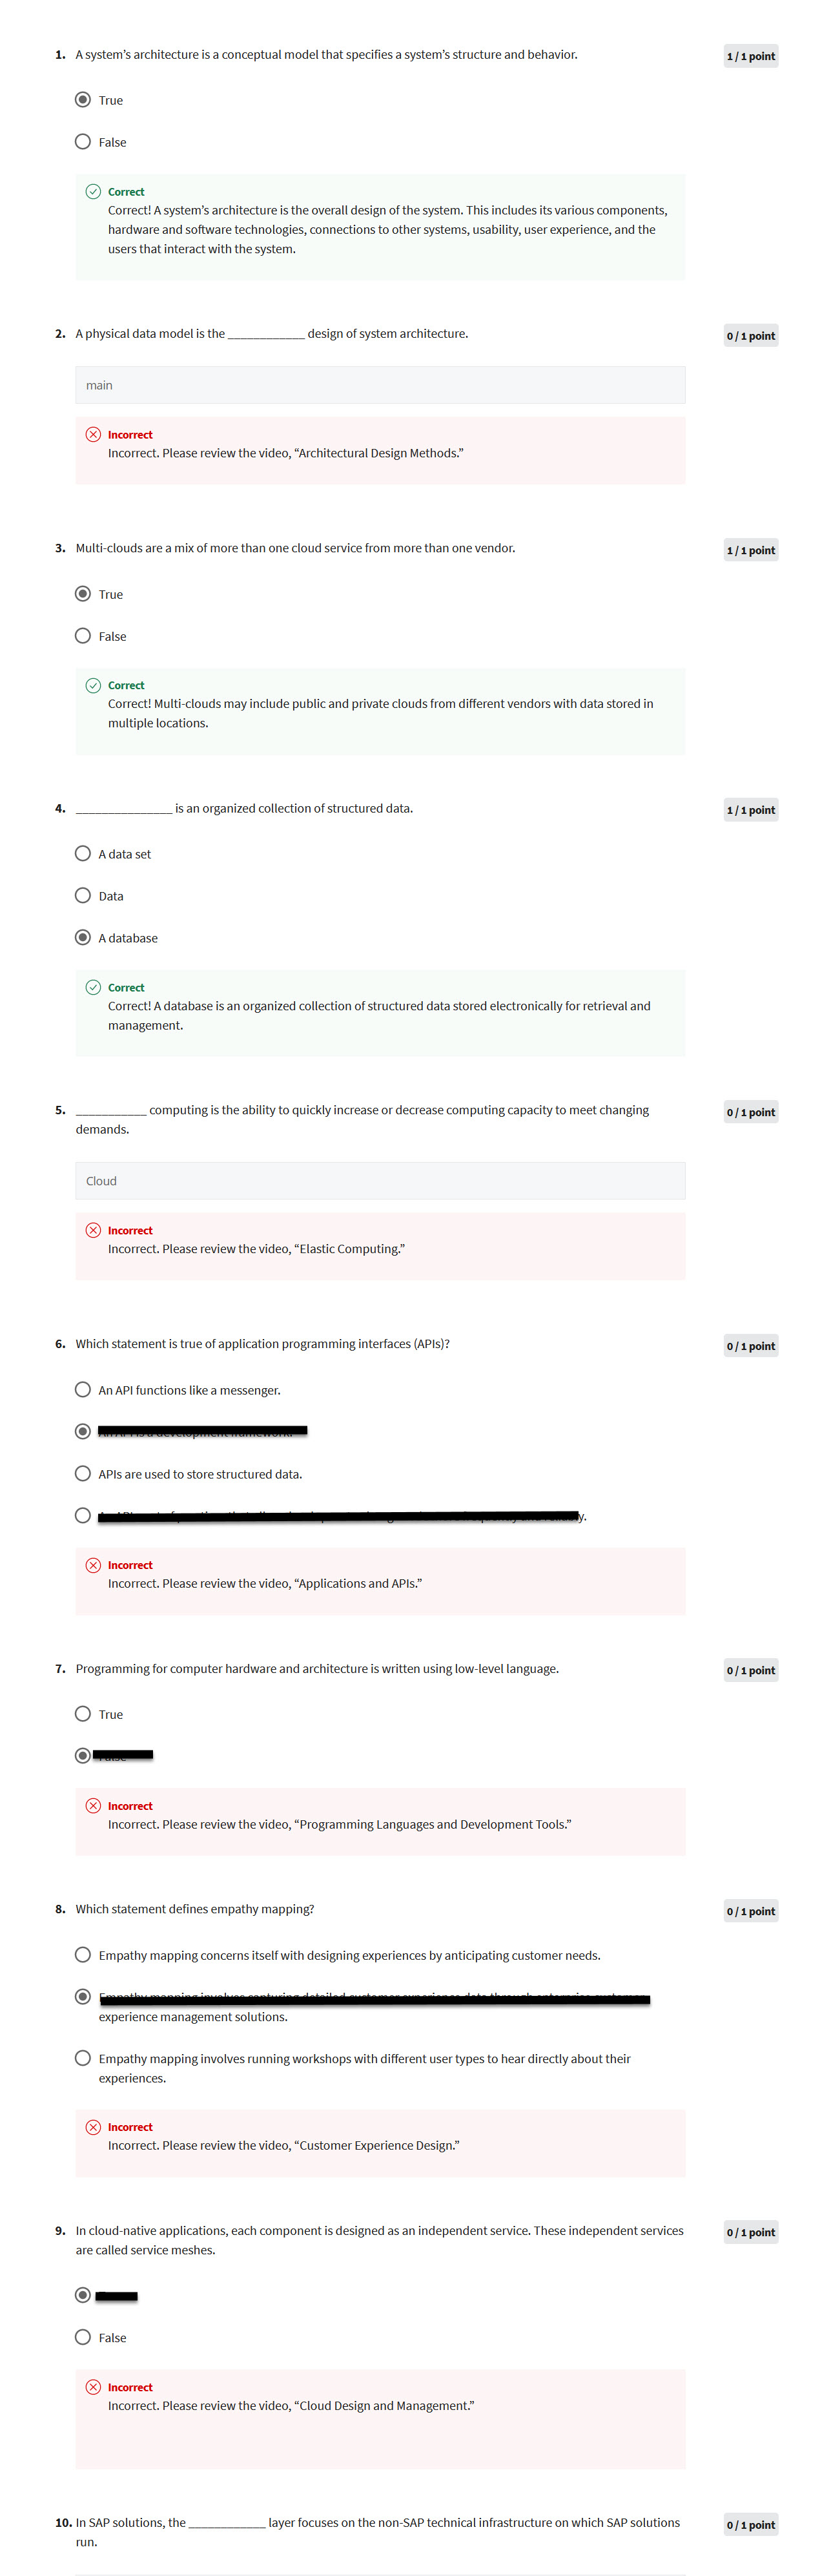 1. A system’s architecture is a conceptual model that specifies a system’s structure and behavior.
1 / 1 point
True
False
Correct
Correct! A system’s architecture is the overall design of the system. This includes its various components,
hardware and software technologies, connections to other systems, usability, user experience, and the
users that interact with the system.
2. A physical data model is the ____________ design of system architecture.
0 / 1 point
main
Incorrect
Incorrect. Please review the video, “Architectural Design Methods.”
3. Multi-clouds are a mix of more than one cloud service from more than one vendor.
1 / 1 point
True
False
Correct
Correct! Multi-clouds may include public and private clouds from different vendors with data stored in
multiple locations.
4. _______________ is an organized collection of structured data.
1 / 1 point
A data set
Data
A database
Correct
Correct! A database is an organized collection of structured data stored electronically for retrieval and
management.
5. ___________ computing is the ability to quickly increase or decrease computing capacity to meet changing
demands.
0 / 1 point
Cloud
Incorrect
Incorrect. Please review the video, “Elastic Computing.”
6. Which statement is true of application programming interfaces (APIs)?
0 / 1 point
An API functions like a messenger.
APIs are used to store structured data.
Incorrect
Incorrect. Please review the video, “Applications and APIs.”
7. Programming for computer hardware and architecture is written using low-level language.
0 / 1 point
True
Incorrect
Incorrect. Please review the video, “Programming Languages and Development Tools.”
8. Which statement defines empathy mapping?
0 / 1 point
Empathy mapping concerns itself with designing experiences by anticipating customer needs.
experience management solutions.
Empathy mapping involves running workshops with different user types to hear directly about their
experiences.
Incorrect
Incorrect. Please review the video, “Customer Experience Design.”
9. In cloud-native applications, each component is designed as an independent service. These independent services
are called service meshes.
0 / 1 point
False
Incorrect
Incorrect. Please review the video, “Cloud Design and Management.”
10. In SAP solutions, the ____________ layer focuses on the non-SAP technical infrastructure on which SAP solutions
run.
0 / 1 point